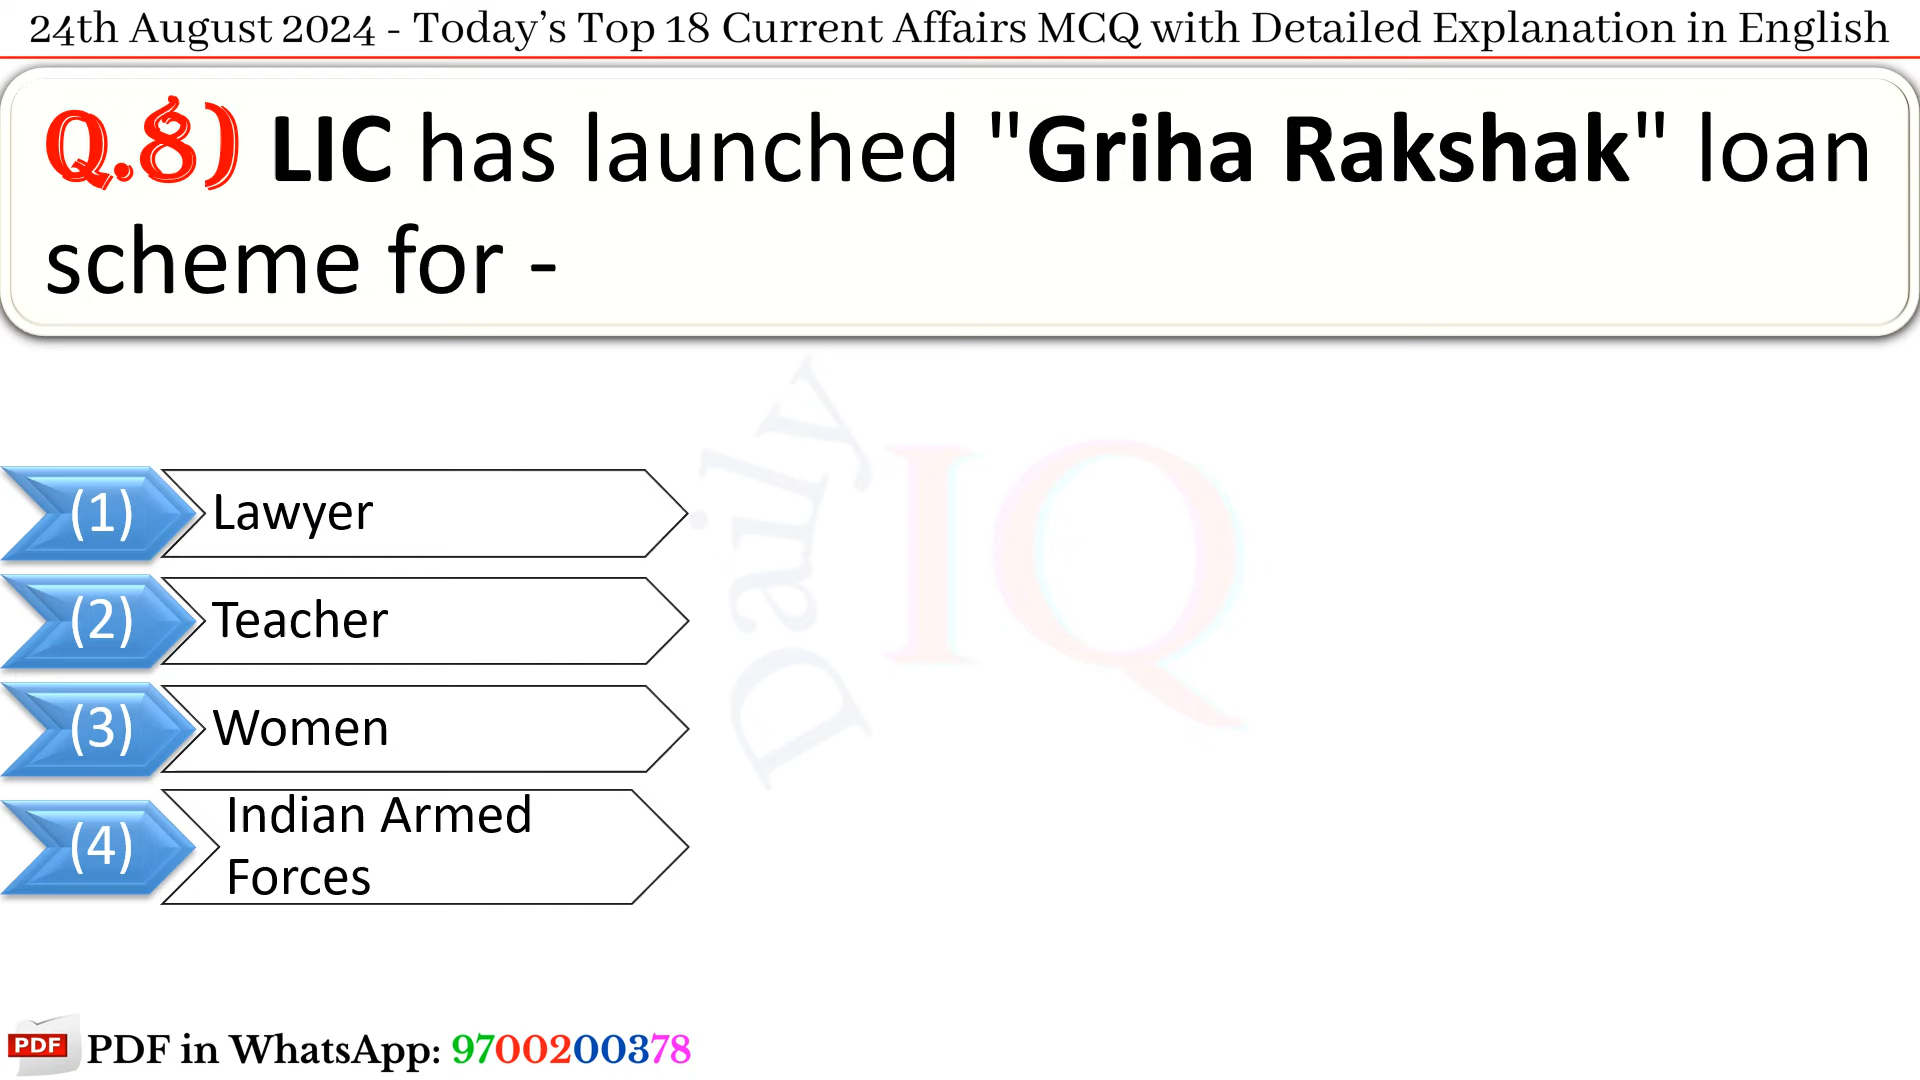 24th August 2024 - Today’s Top 18 Current Affairs MCQ with Detailed Explanation in English
Q.8) LIC has launched "Griha Rakshak" loan
scheme for -
Daily
IQ
(1) Lawyer
(2) Teacher
(3) Women
(4) Indian Armed
Forces
PDF PDF in WhatsApp: 9700200378